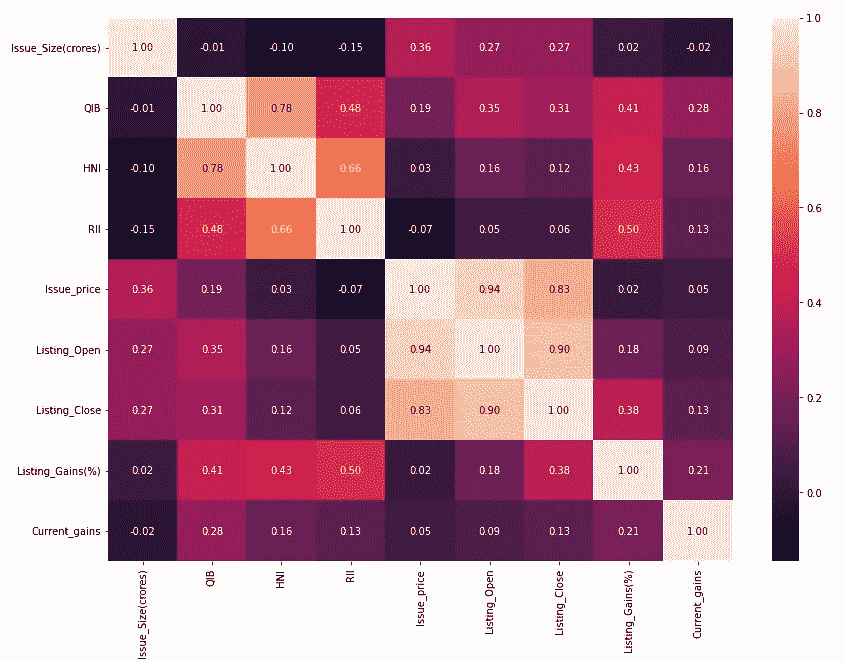 Issue_Size(crores) 1.00 -0.01 -0.10 -0.15 0.36 0.27 0.27 0.02 -0.02
QIB -0.01 1.00 0.78 0.48 0.19 0.35 0.31 0.41 0.28
HNI -0.10 0.78 1.00 0.66 0.03 0.16 0.12 0.43 0.16
RII -0.15 0.48 0.66 1.00 -0.07 0.05 0.06 0.50 0.13
Issue_price 0.36 0.19 0.03 -0.07 1.00 0.94 0.83 0.02 0.05
Listing_Open 0.27 0.35 0.16 0.05 0.94 1.00 0.90 0.18 0.09
Listing_Close 0.27 0.31 0.12 0.06 0.83 0.90 1.00 0.38 0.13
Listing_Gains(%) 0.02 0.41 0.43 0.50 0.02 0.18 0.38 1.00 0.21
Current_gains -0.02 0.28 0.16 0.13 0.05 0.09 0.13 0.21 1.00
Issue_Size(crores)
QIB
HNI
RII
Issue_price
Listing_Open
Listing_Close
Listing_Gains(%)
Current_gains
1.0
0.8
0.6
0.4
0.2
0.0